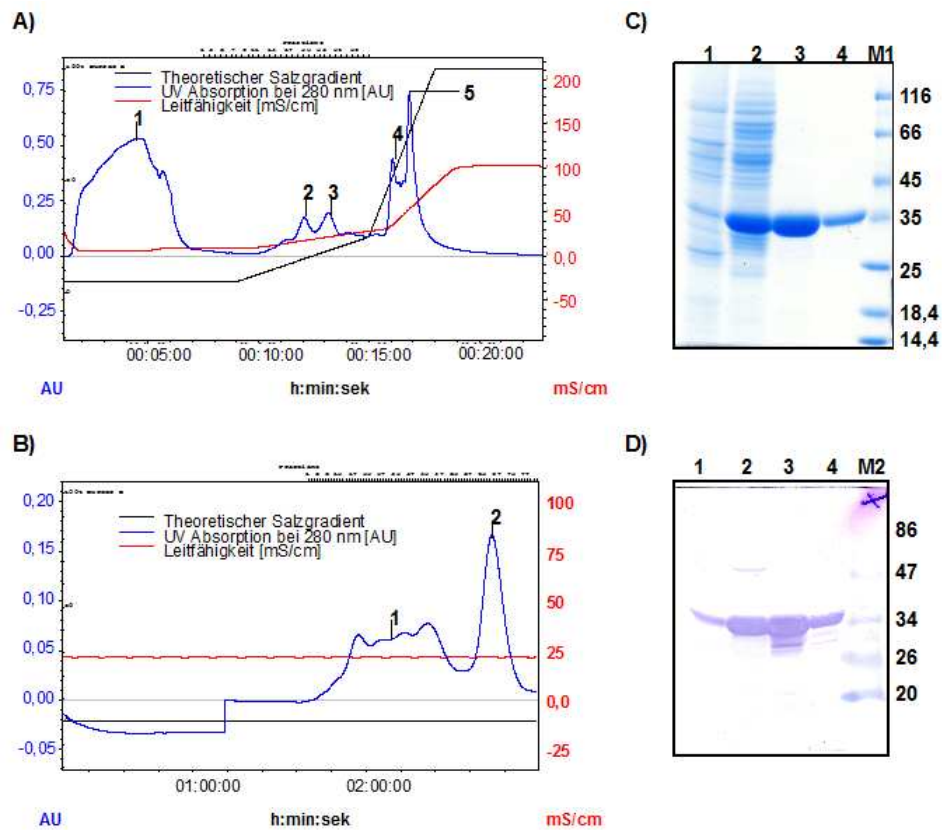 A)
Theoretischer Salzgradient
UV Absorption bei 280 nm [AU]
Leitfähigkeit [mS/cm]
0,75
0,50
0,25
0,00
-0,25
200
150
100
50
0,0
-50
1
2
3
4
5
00:05:00 00:10:00 00:15:00 00:20:00
AU h:min:sek mS/cm
B)
Theoretischer Salzgradient
UV Absorption bei 280 nm [AU]
Leitfähigkeit [mS/cm]
0,20
0,15
0,10
0,05
0,00
-0,05
100
75
50
25
0,0
-25
1
2
01:00:00 02:00:00
AU h:min:sek mS/cm
C)
1 2 3 4 M1
116
66
45
35
25
18,4
14,4
D)
1 2 3 4 M2
86
47
34
26
20